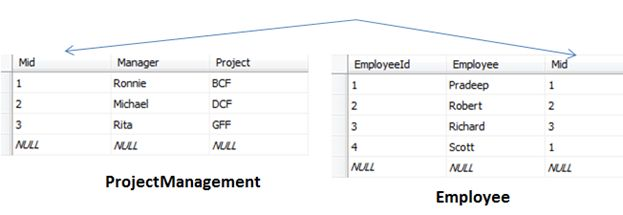 Mid Manager Project
1 Ronnie BCF
2 Michael DCF
3 Rita GFF
NULL NULL NULL
ProjectManagement
EmployeeId Employee Mid
1 Pradeep 1
2 Robert 2
3 Richard 3
4 Scott 1
NULL NULL NULL
Employee